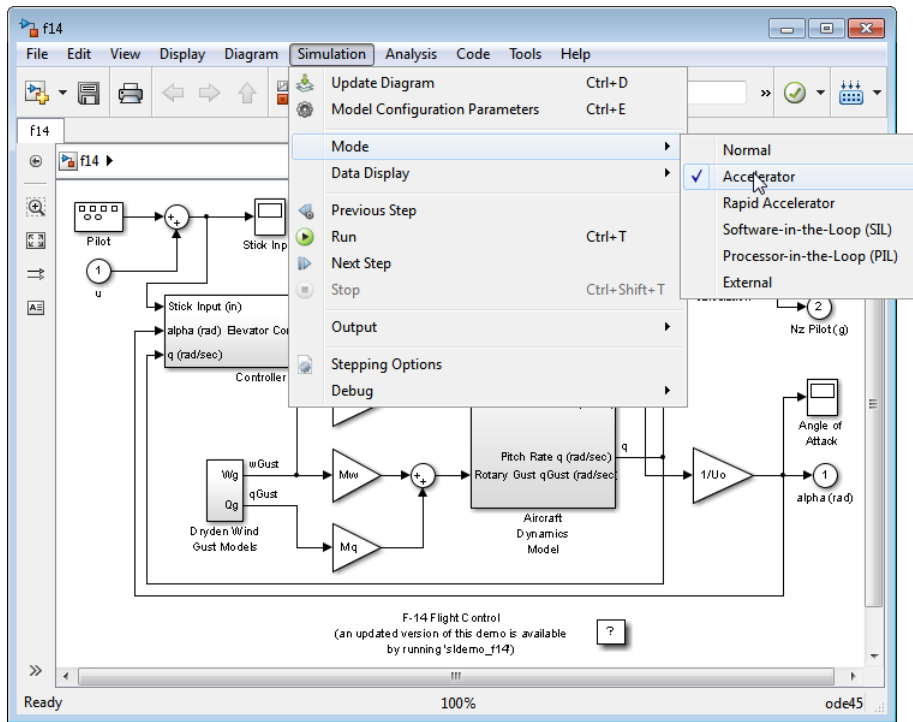 f14
File Edit View Display Diagram Simulation Analysis Code Tools Help
Update Diagram Ctrl+D
Model Configuration Parameters Ctrl+E
Mode
Data Display
Previous Step
Run Ctrl+T
Next Step
Stop Ctrl+Shift+T
Output
Stepping Options
Debug
Normal
Accelerator
Rapid Accelerator
Software-in-the-Loop (SIL)
Processor-in-the-Loop (PIL)
External
f14
f14
Pilot
Stick Inp
1
u
Stick Input (in)
alpha (rad) Elevator Co
q (rad/sec)
Controller
2
Nz Pilot (g)
Angle of
Attack
Wg
wGust
Qg
qGust
Dryden Wind
Gust Models
Mw
Mq
Pitch Rate q (rad/sec)
Rotary Gust qGust (rad/sec
q
Aircraft
Dynamics
Model
1/Uo
1
alpha (rad)
F-14 Flight Control
(an updated version of this demo is available
by running 'sldemo_f14')
?
Ready 100% ode45